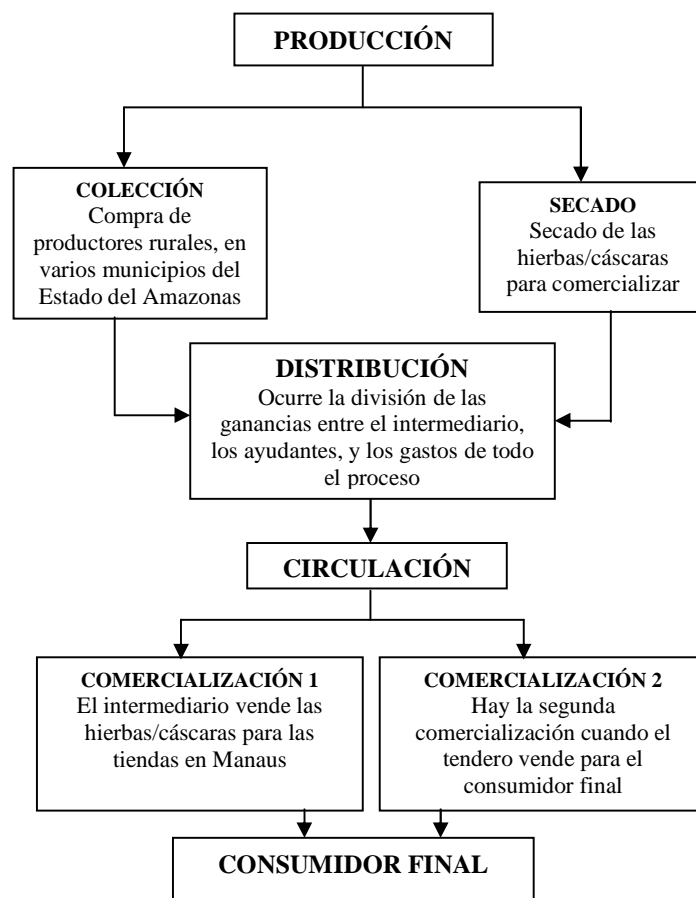 PRODUCCIÓN
COLECCIÓN
Compra de
productores rurales, en
varios municipios del
Estado del Amazonas
SECADO
Secado de las
hierbas/cáscaras
para comercializar
DISTRIBUCIÓN
Ocurre la división de las
ganancias entre el intermediario,
los ayudantes, y los gastos de todo
el proceso
CIRCULACIÓN
COMERCIALIZACIÓN 1
El intermediario vende las
hierbas/cáscaras para las
tiendas en Manaus
COMERCIALIZACIÓN 2
Hay la segunda
comercialización cuando el
tendero vende para el
consumidor final
CONSUMIDOR FINAL